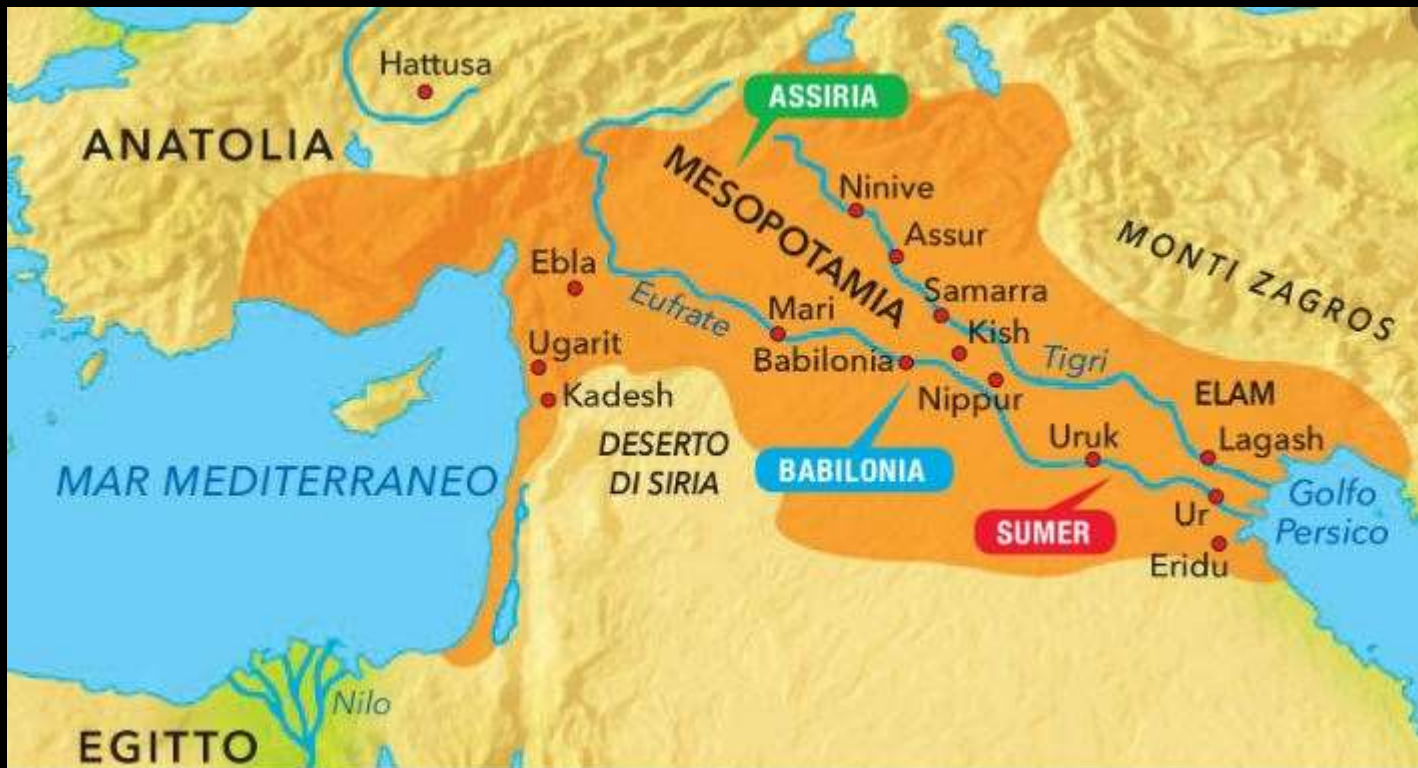 Hattusa
ANATOLIA
ASSIRIA
MESOPOTAMIA
Ninive
Assur
MONTI ZAGROS
Ebla
Eufrate
Mari
Samarra
Kish
Tigri
Ugarit
Babilonia
Kadesh
Nippur
ELAM
DESERTO
DI SIRIA
Uruk
Lagash
MAR MEDITERRANEO
BABILONIA
SUMER
Ur
Golfo
Persico
Eridu
Nilo
EGITTO